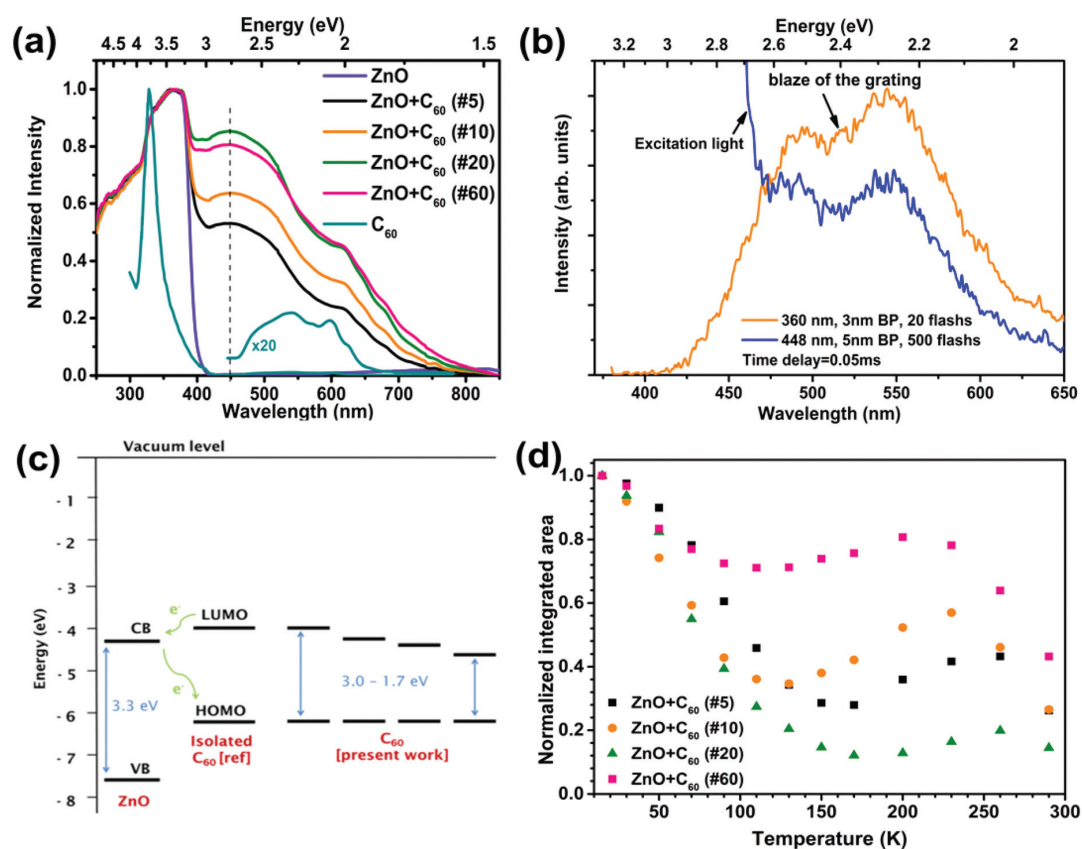 (a)
Energy (eV)
4.5 4 3.5 3 2.5 2 1.5
Normalized Intensity
1.0
0.8
0.6
0.4
0.2
0.0
ZnO
ZnO+C60 (#5)
ZnO+C60 (#10)
ZnO+C60 (#20)
ZnO+C60 (#60)
C60
x20
300 400 500 600 700 800
Wavelength (nm)
(b)
Energy (eV)
3.2 3 2.8 2.6 2.4 2.2 2
Intensity (arb. units)
blaze of the grating
Excitation light
360 nm, 3nm BP, 20 flashs
448 nm, 5nm BP, 500 flashs
Time delay=0.05ms
400 450 500 550 600 650
Wavelength (nm)
(c)
Vacuum level
Energy (eV)
- 1
- 2
- 3
- 4
- 5
- 6
- 7
- 8
CB
e-
LUMO
3.3 eV
e-
HOMO
3.0 – 1.7 eV
Isolated
C60 [ref]
C60
[present work]
VB
ZnO
(d)
Normalized integrated area
1.0
0.8
0.6
0.4
0.2
0.0
ZnO+C60 (#5)
ZnO+C60 (#10)
ZnO+C60 (#20)
ZnO+C60 (#60)
50 100 150 200 250 300
Temperature (K)